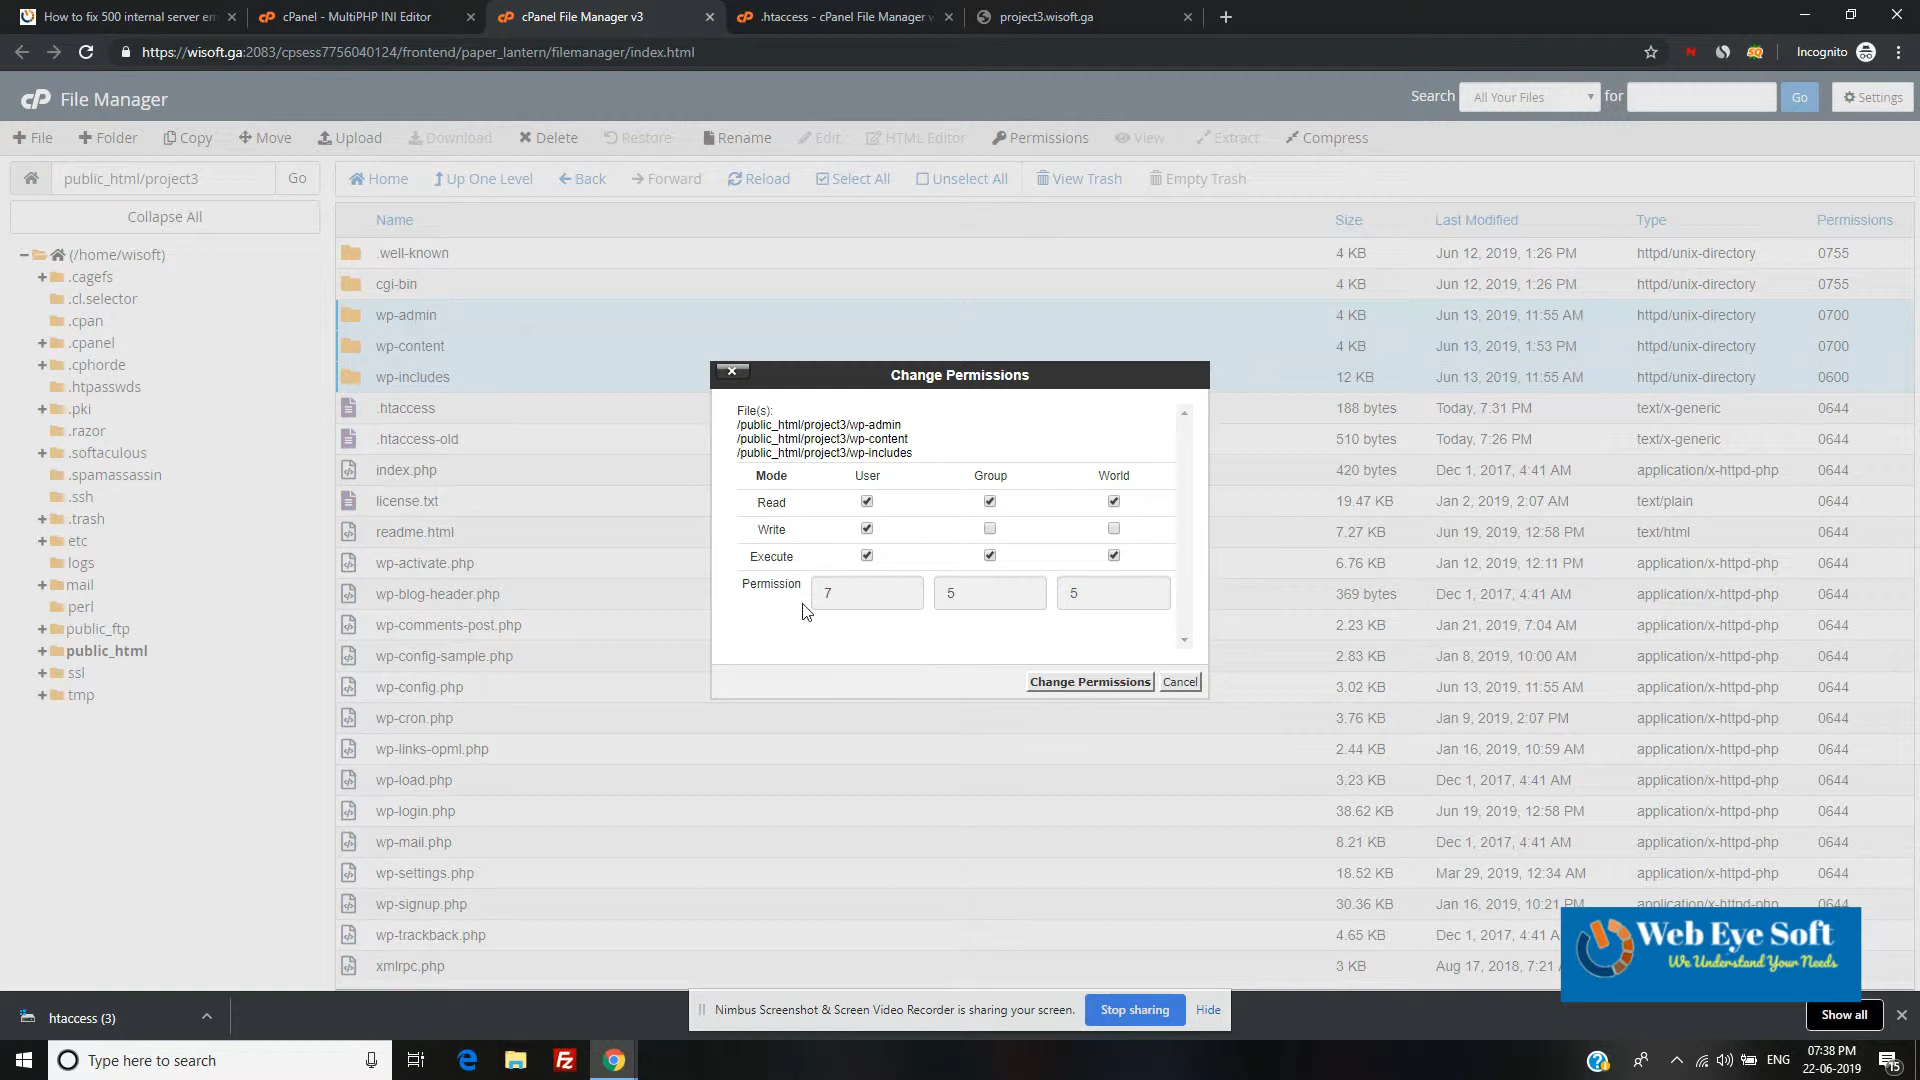 How to fix 500 internal server er
cPanel - MultiPHP INI Editor
cPanel File Manager v3
.htaccess - cPanel File Manager v
project3.wisoft.ga
https://wisoft.ga:2083/cpsess7756040124/frontend/paper_lantern/filemanager/index.html
Incognito
cP File Manager
Search All Your Files for Go Settings
File Folder Copy Move Upload Download Delete Restore Rename Edit HTML Editor Permissions View Extract Compress
public_html/project3 Go
Home Up One Level Back Forward Reload Select All Unselect All View Trash Empty Trash
Collapse All
(/home/wisoft)
.cagefs
.cl.selector
.cpan
.cpanel
.cphorde
.htpasswds
.pki
.razor
.softaculous
.spamassassin
.ssh
.trash
etc
logs
mail
perl
public_ftp
public_html
ssl
tmp
Name Size Last Modified Type Permissions
.well-known 4 KB Jun 12, 2019, 1:26 PM httpd/unix-directory 0755
cgi-bin 4 KB Jun 12, 2019, 1:26 PM httpd/unix-directory 0755
wp-admin 4 KB Jun 13, 2019, 11:55 AM httpd/unix-directory 0700
wp-content 4 KB Jun 13, 2019, 1:53 PM httpd/unix-directory 0700
wp-includes 12 KB Jun 13, 2019, 11:55 AM httpd/unix-directory 0600
.htaccess 188 bytes Today, 7:31 PM text/x-generic 0644
.htaccess-old 510 bytes Today, 7:26 PM text/x-generic 0644
index.php 420 bytes Dec 1, 2017, 4:41 AM application/x-httpd-php 0644
license.txt 19.47 KB Jan 2, 2019, 2:07 AM text/plain 0644
readme.html 7.27 KB Jun 19, 2019, 12:58 PM text/html 0644
wp-activate.php 6.76 KB Jan 12, 2019, 12:11 PM application/x-httpd-php 0644
wp-blog-header.php 369 bytes Dec 1, 2017, 4:41 AM application/x-httpd-php 0644
wp-comments-post.php 2.23 KB Jan 21, 2019, 7:04 AM application/x-httpd-php 0644
wp-config-sample.php 2.83 KB Jan 8, 2019, 10:00 AM application/x-httpd-php 0644
wp-config.php 3.02 KB Jun 13, 2019, 11:55 AM application/x-httpd-php 0644
wp-cron.php 3.76 KB Jan 9, 2019, 2:07 PM application/x-httpd-php 0644
wp-links-opml.php 2.44 KB Jan 16, 2019, 10:59 AM application/x-httpd-php 0644
wp-load.php 3.23 KB Dec 1, 2017, 4:41 AM application/x-httpd-php 0644
wp-login.php 38.62 KB Jun 19, 2019, 12:58 PM application/x-httpd-php 0644
wp-mail.php 8.21 KB Dec 1, 2017, 4:41 AM application/x-httpd-php 0644
wp-settings.php 18.52 KB Mar 29, 2019, 12:34 AM application/x-httpd-php 0644
wp-signup.php 30.36 KB Jan 16, 2019, 10:21 PM application/x-httpd-php 0644
wp-trackback.php 4.65 KB Dec 1, 2017, 4:41 A
xmlrpc.php 3 KB Aug 17, 2018, 7:21
Change Permissions
File(s):
/public_html/project3/wp-admin
/public_html/project3/wp-content
/public_html/project3/wp-includes
Mode User Group World
Read
Write
Execute
Permission 7 5 5
Change Permissions Cancel
Web Eye Soft
We Understand Your Needs
Nimbus Screenshot & Screen Video Recorder is sharing your screen. Stop sharing Hide
htaccess (3)
Show all
Type here to search
ENG
07:38 PM
22-06-2019
15